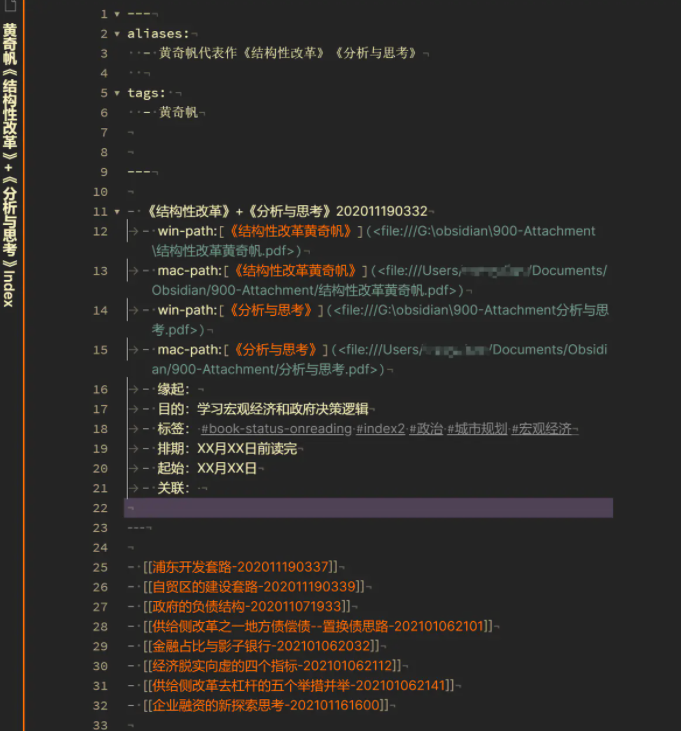 黄奇帆《结构性改革》+《分析与思考》Index
1 ---
2 aliases:
3 - 黄奇帆代表作《结构性改革》《分析与思考》
4
5 tags:
6 - 黄奇帆
7
8
9 ---
10
11 - 《结构性改革》+《分析与思考》202011190332
12 - win-path:[《结构性改革黄奇帆》](<file:///G:\obsidian\900-Attachment
\结构性改革黄奇帆.pdf>)
13 - mac-path:[《结构性改革黄奇帆》](<file:///Users/ /Documents/
Obsidian/900-Attachment/结构性改革黄奇帆.pdf>)
14 - win-path:[《分析与思考》](<file:///G:\obsidian\900-Attachment分析与思
考.pdf>)
15 - mac-path:[《分析与思考》](<file:///Users/ /Documents/Obsidi
an/900-Attachment/分析与思考.pdf>)
16 - 缘起:
17 - 目的: 学习宏观经济和政府决策逻辑
18 - 标签: #book-status-onreading #index2 #政治 #城市规划 #宏观经济
19 - 排期: XX月XX日前读完
20 - 起始: XX月XX日
21 - 关联:
22
23 ---
24
25 - [[浦东开发套路-202011190337]]
26 - [[自贸区的建设套路-202011190339]]
27 - [[政府的负债结构-202011071933]]
28 - [[供给侧改革之一地方债偿债--置换债思路-202101062101]]
29 - [[金融占比与影子银行-202101062032]]
30 - [[经济脱实向虚的四个指标-202101062112]]
31 - [[供给侧改革去杠杆的五个举措并举-202101062141]]
32 - [[企业融资的新探索思考-202101161600]]
33